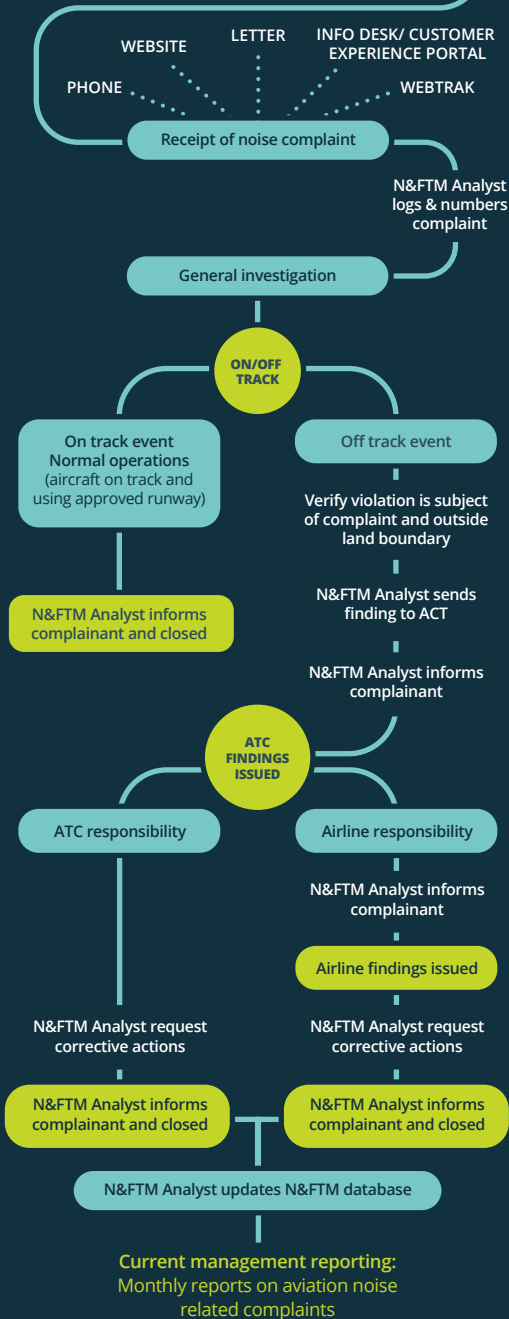 PHONE
WEBSITE
LETTER
INFO DESK/ CUSTOMER
EXPERIENCE PORTAL
WEBTRAK
Receipt of noise complaint
N&FTM Analyst
logs & numbers
complaint
General investigation
ON/OFF
TRACK
On track event
Normal operations
(aircraft on track and
using approved runway)
N&FTM Analyst informs
complainant and closed
Off track event
Verify violation is subject
of complaint and outside
land boundary
N&FTM Analyst sends
finding to ACT
N&FTM Analyst informs
complainant
ATC
FINDINGS
ISSUED
ATC responsibility
N&FTM Analyst request
corrective actions
N&FTM Analyst informs
complainant and closed
Airline responsibility
N&FTM Analyst informs
complainant
Airline findings issued
N&FTM Analyst request
corrective actions
N&FTM Analyst informs
complainant and closed
N&FTM Analyst updates N&FTM database
Current management reporting:
Monthly reports on aviation noise
related complaints